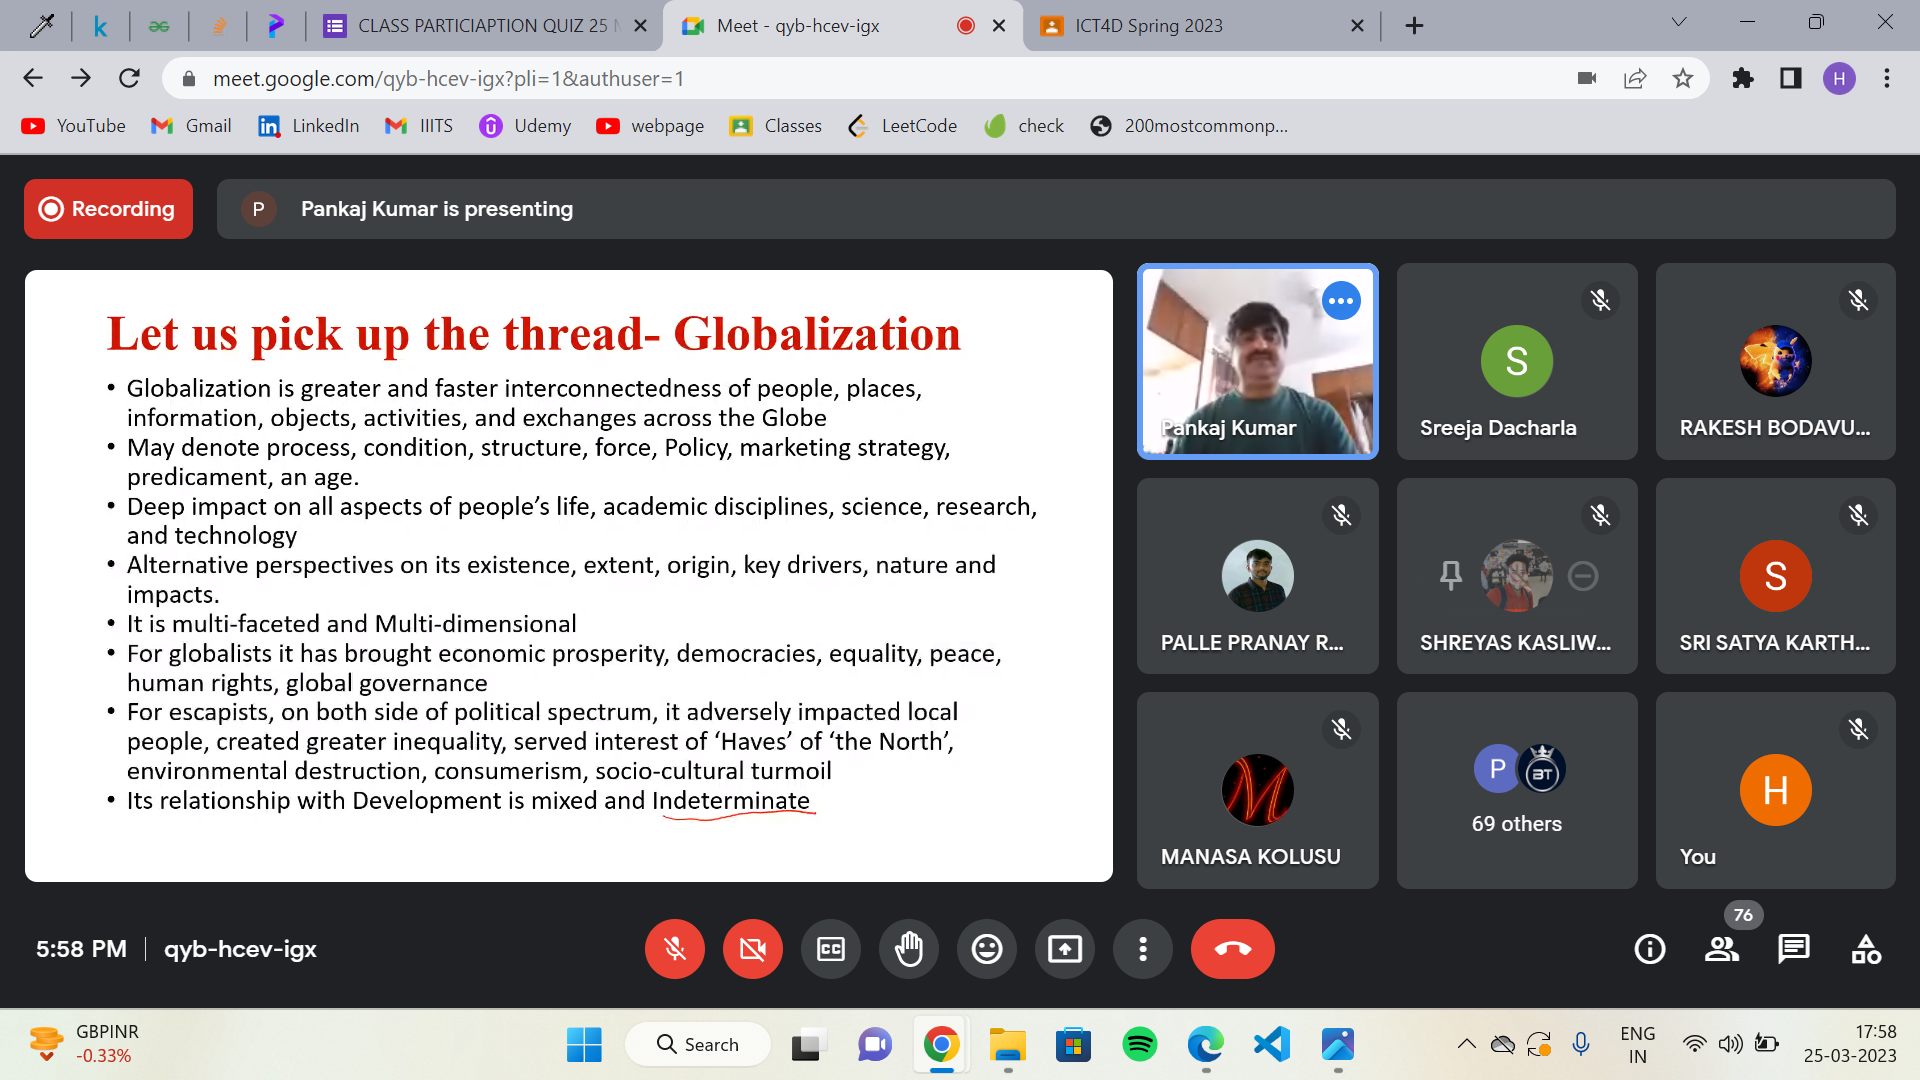 CLASS PARTICIAPTION QUIZ 25
Meet - qyb-hcev-igx
ICT4D Spring 2023
meet.google.com/qyb-hcev-igx?pli=1&authuser=1
H
YouTube
Gmail
LinkedIn
IIITS
Udemy
webpage
Classes
LeetCode
check
200mostcommonp...
Recording
P
Pankaj Kumar is presenting
Let us pick up the thread- Globalization
• Globalization is greater and faster interconnectedness of people, places,
information, objects, activities, and exchanges across the Globe
• May denote process, condition, structure, force, Policy, marketing strategy,
predicament, an age.
• Deep impact on all aspects of people’s life, academic disciplines, science, research,
and technology
• Alternative perspectives on its existence, extent, origin, key drivers, nature and
impacts.
• It is multi-faceted and Multi-dimensional
• For globalists it has brought economic prosperity, democracies, equality, peace,
human rights, global governance
• For escapists, on both side of political spectrum, it adversely impacted local
people, created greater inequality, served interest of ‘Haves’ of ‘the North’,
environmental destruction, consumerism, socio-cultural turmoil
• Its relationship with Development is mixed and Indeterminate
Pankaj Kumar
S
Sreeja Dacharla
RAKESH BODAVU...
PALLE PRANAY R...
SHREYAS KASLIW...
S
SRI SATYA KARTH...
MANASA KOLUSU
P
BT
69 others
H
You
5:58 PM
qyb-hcev-igx
CC
76
GBPINR
-0.33%
Search
ENG
IN
17:58
25-03-2023